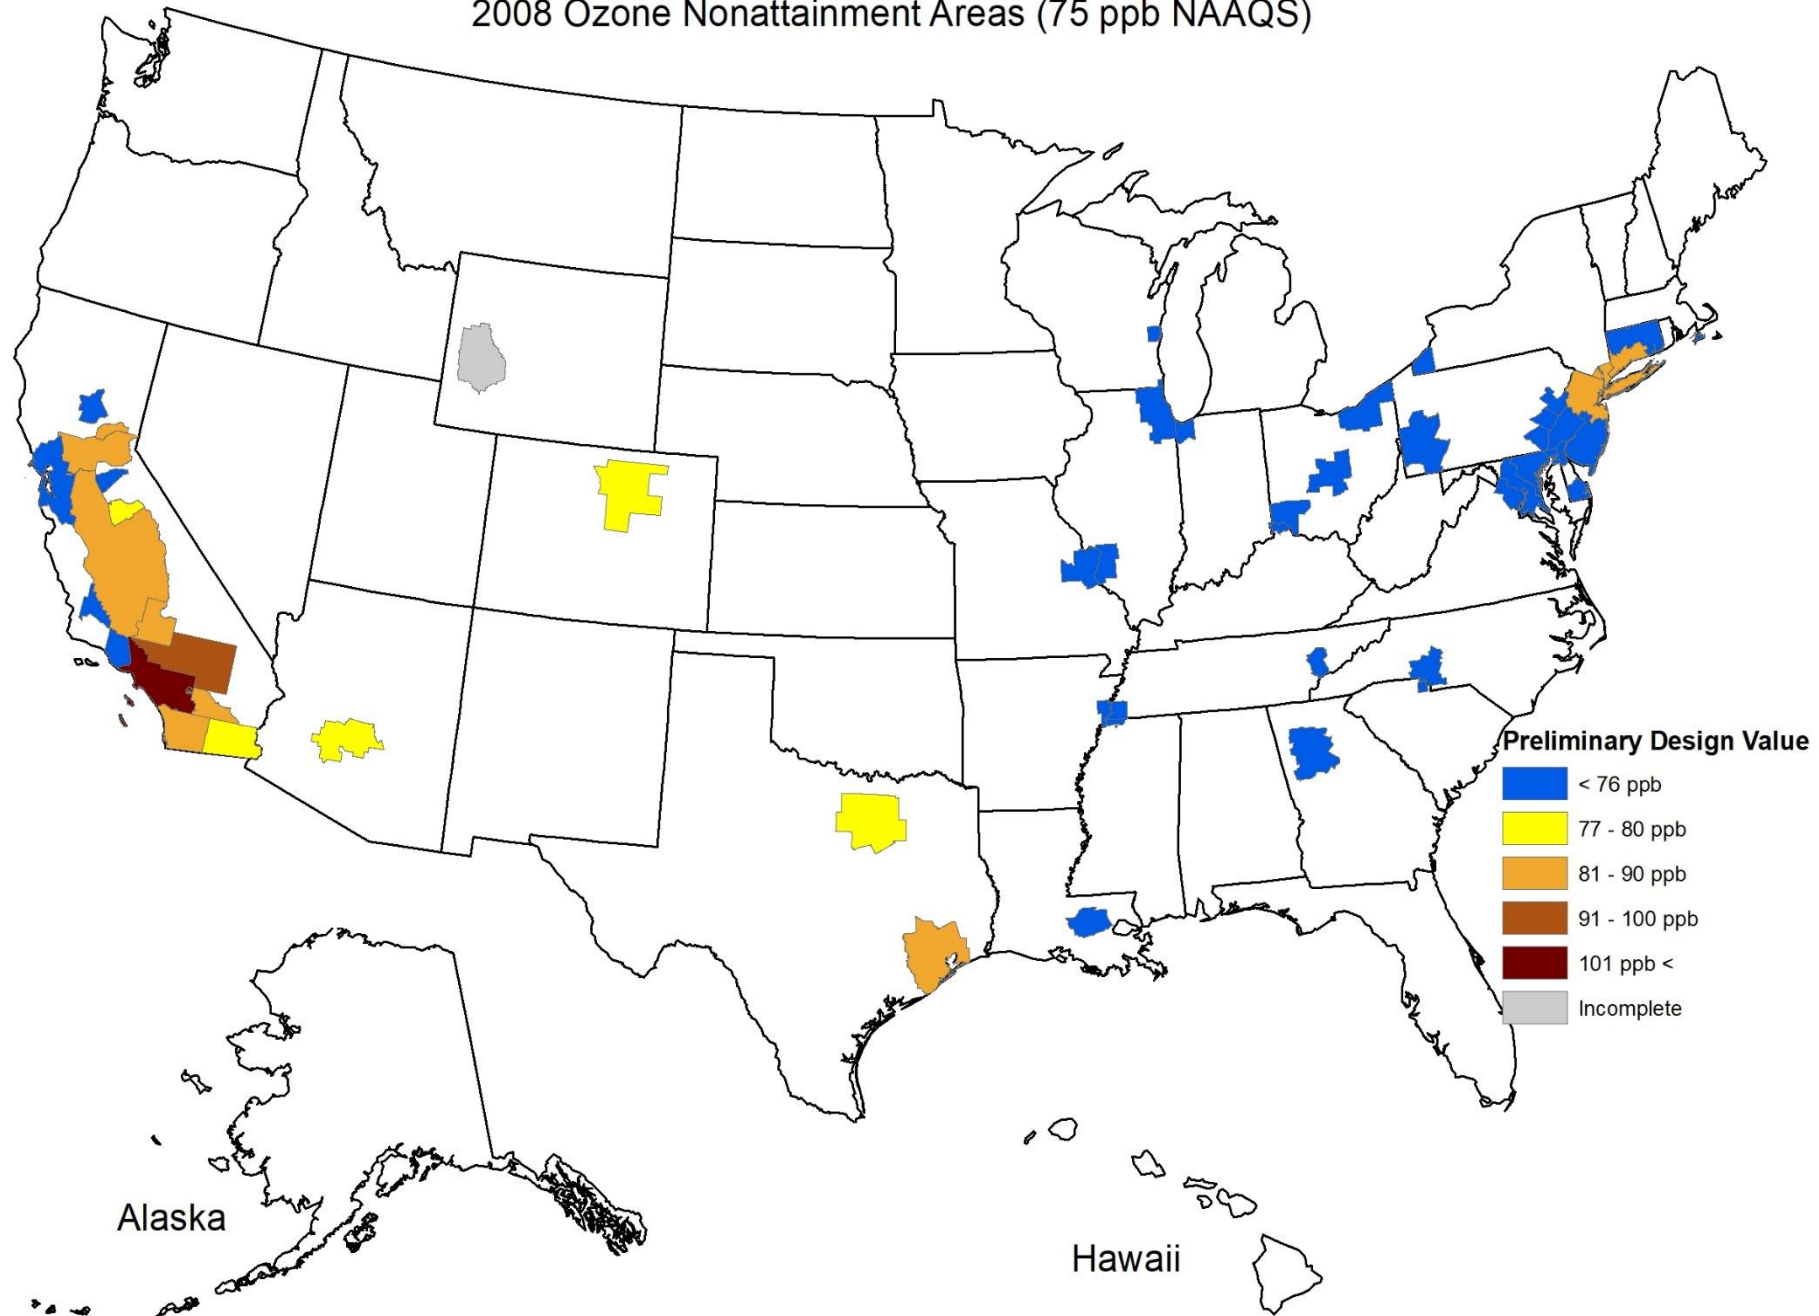 2008 Ozone Nonattainment Areas (75 ppb NAAQS)
Preliminary Design Value
< 76 ppb
77 - 80 ppb
81 - 90 ppb
91 - 100 ppb
101 ppb <
Incomplete
Alaska
Hawaii